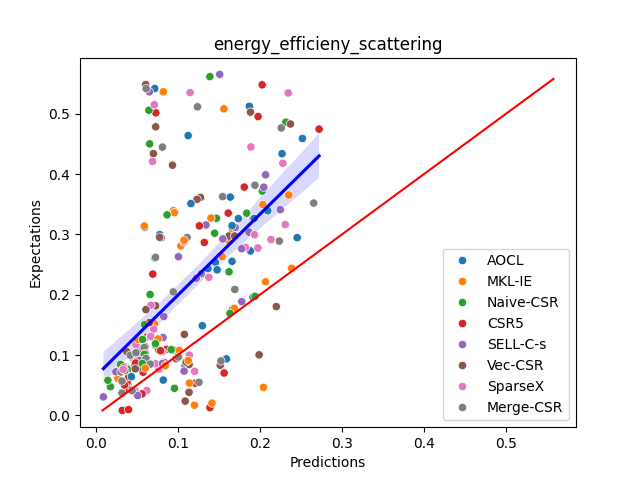 energy_efficieny_scattering
Expectations
0.5
0.4
0.3
0.2
0.1
0.0
0.0 0.1 0.2 0.3 0.4 0.5
Predictions
AOCL
MKL-IE
Naive-CSR
CSR5
SELL-C-s
Vec-CSR
SparseX
Merge-CSR